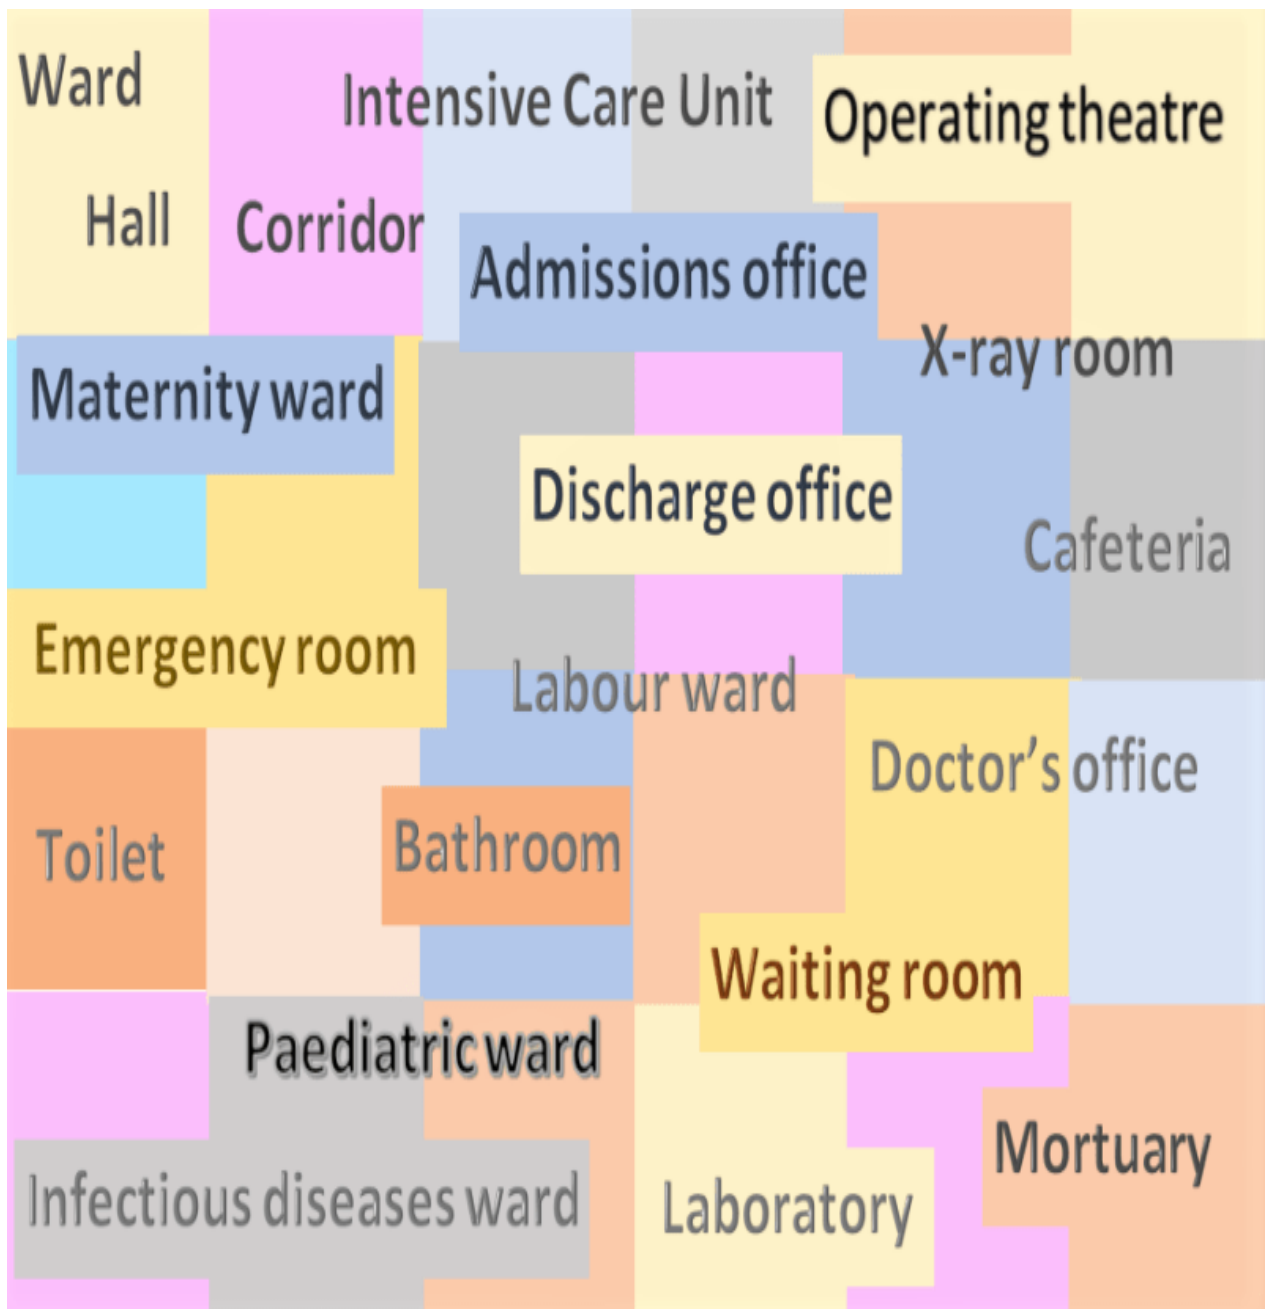 Ward
Intensive Care Unit
Operating theatre
Hall
Corridor
Admissions office
X-ray room
Maternity ward
Discharge office
Cafeteria
Emergency room
Labour ward
Doctor’s office
Toilet
Bathroom
Waiting room
Paediatric ward
Mortuary
Infectious diseases ward
Laboratory